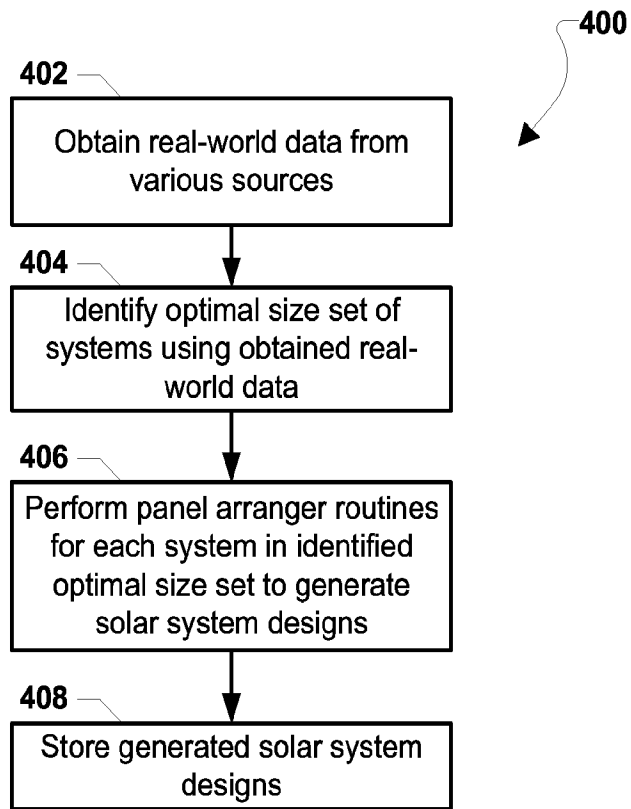 400
402
Obtain real-world data from
various sources
404
Identify optimal size set of
systems using obtained real-
world data
406
Perform panel arranger routines
for each system in identified
optimal size set to generate
solar system designs
408
Store generated solar system
designs